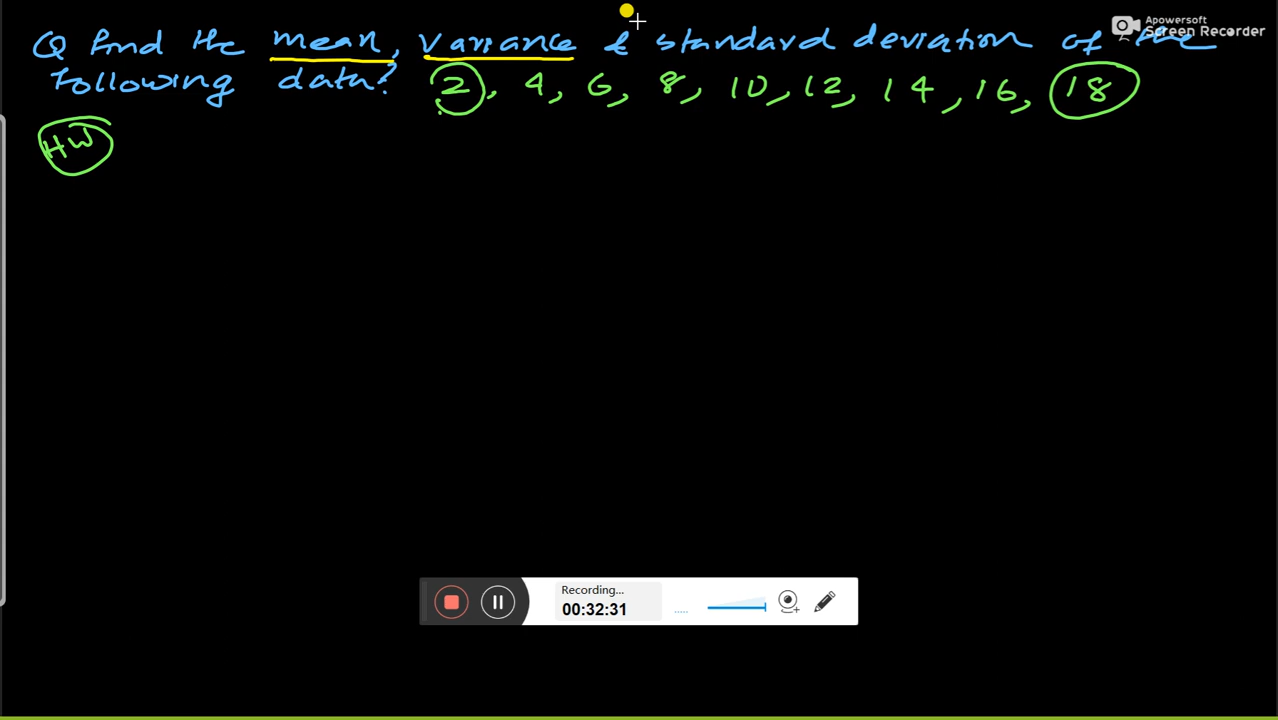 Q find the mean, variance & standard deviation of the
following data? 2, 4, 6, 8, 10, 12, 14, 16, 18
HW
Apowersoft
Screen Recorder
Recording...
00:32:31